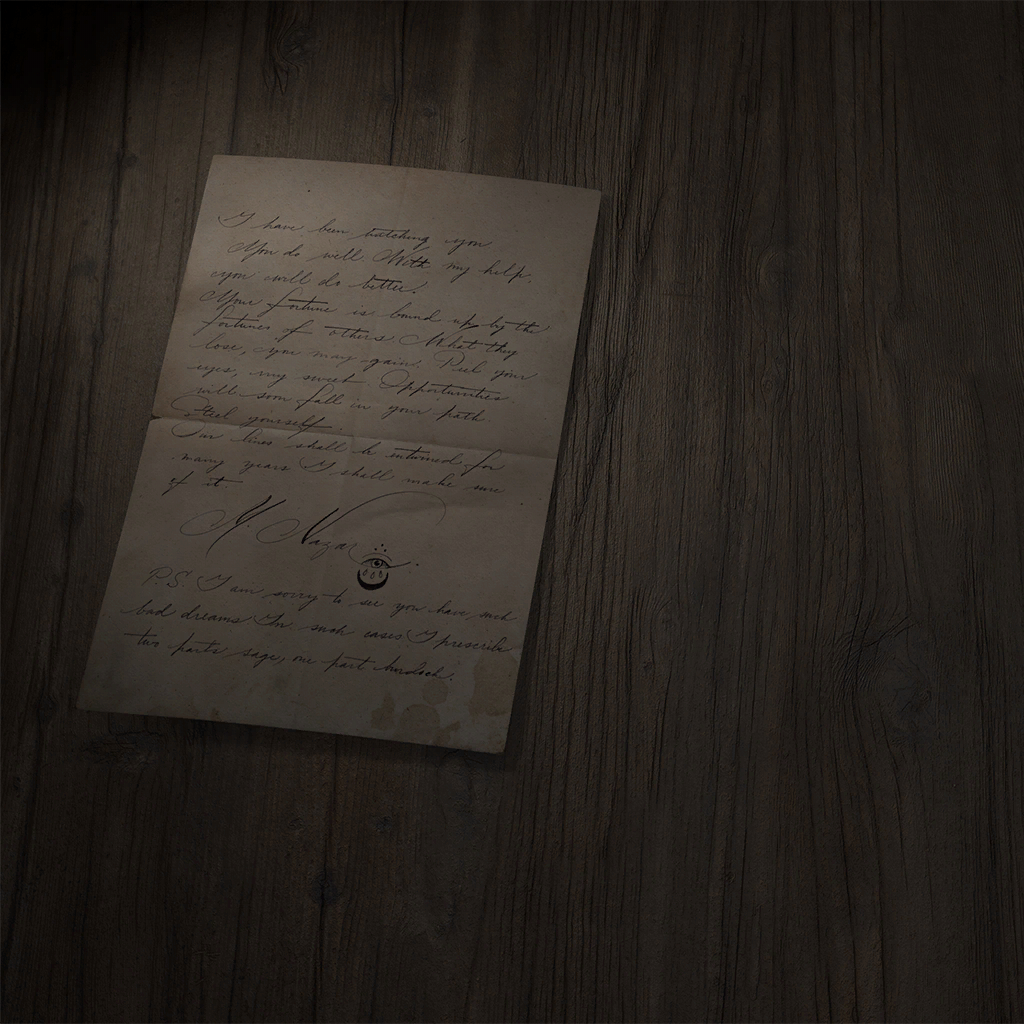 I have been watching you
You do well With my help,
you will do better.
Your fortune is bound up by the
fortunes of others. What they
lose, you may gain. Peel your
eyes, my sweet. Opportunities
will soon fall in your path.
Steel yourself.
Our lives shall be entwined for
many years I shall make sure
of it.
M. Nazar
P.S. I am sorry to see you have such
bad dreams In such cases I prescribe
two parts sage, one part burdock.